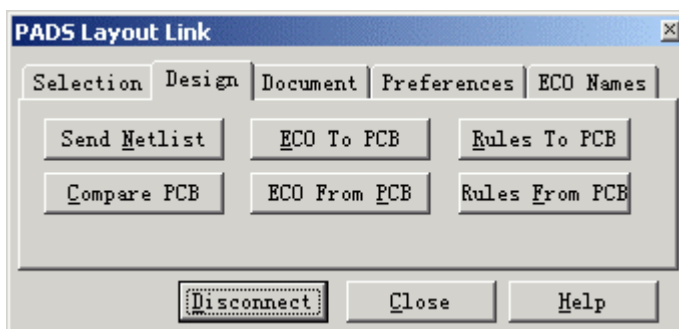 PADS Layout Link
Selection Design Document Preferences ECO Names
Send Netlist ECO To PCB Rules To PCB
Compare PCB ECO From PCB Rules From PCB
Disconnect Close Help